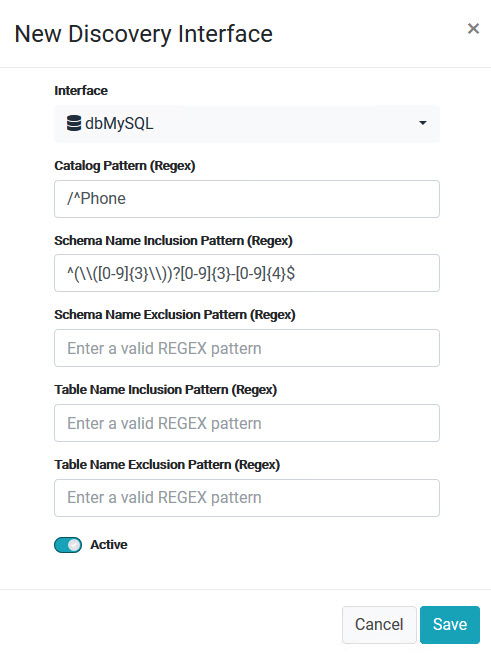 New Discovery Interface
×
Interface
dbMySQL
Catalog Pattern (Regex)
/^Phone
Schema Name Inclusion Pattern (Regex)
^(\\([0-9]{3}\\))?[0-9]{3}-[0-9]{4}$
Schema Name Exclusion Pattern (Regex)
Enter a valid REGEX pattern
Table Name Inclusion Pattern (Regex)
Enter a valid REGEX pattern
Table Name Exclusion Pattern (Regex)
Enter a valid REGEX pattern
Active
Cancel Save